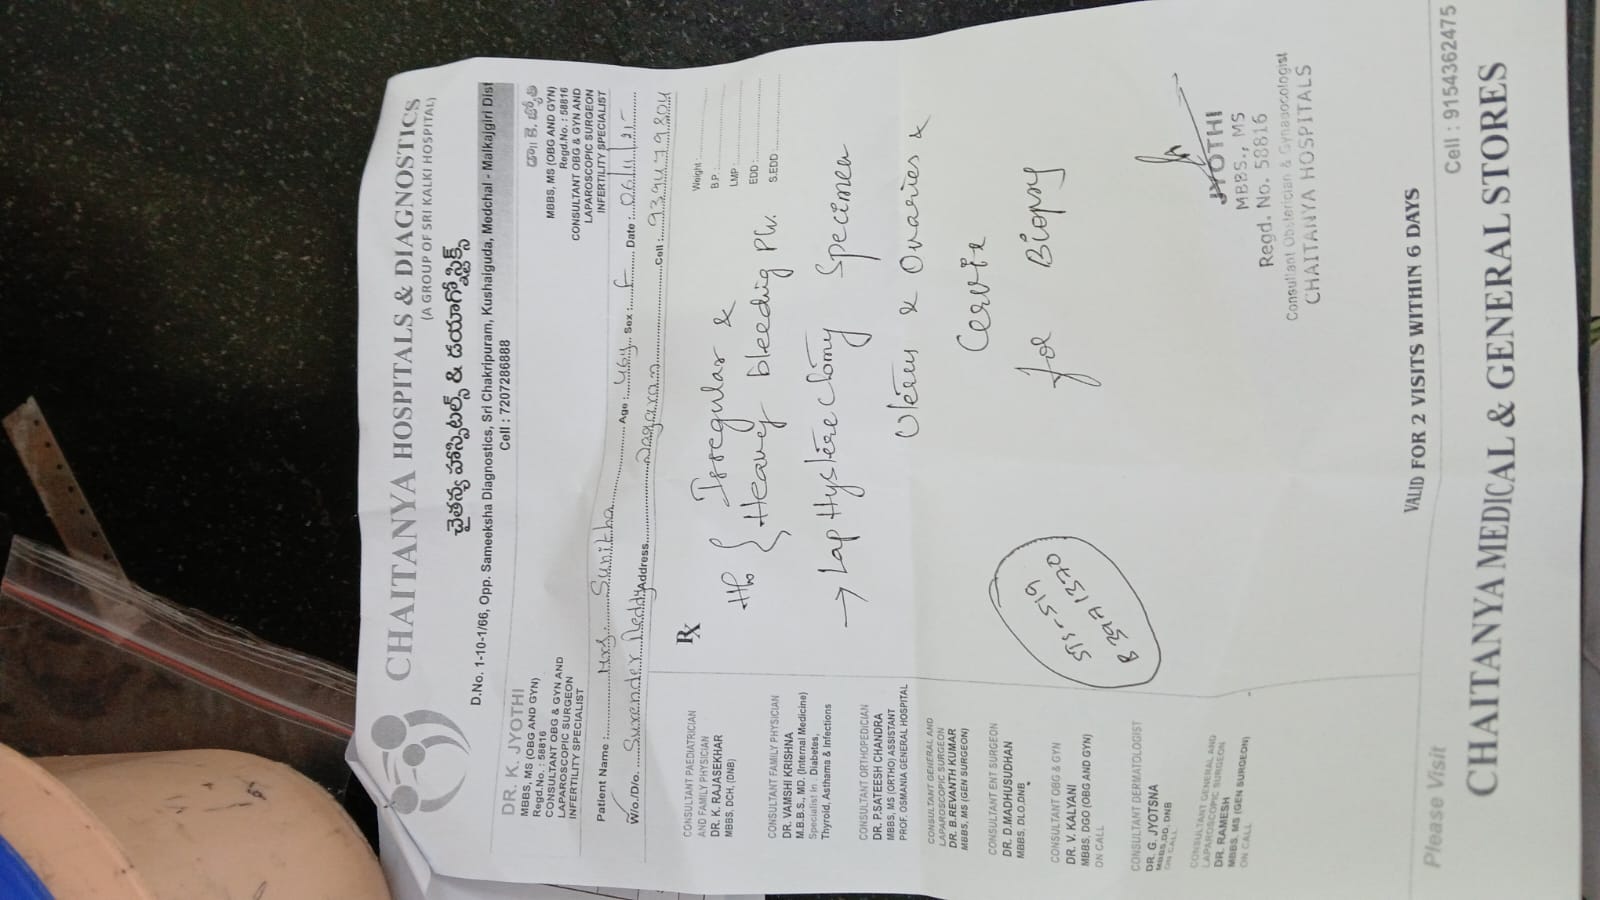 CHAITANYA HOSPITALS & DIAGNOSTICS
(A GROUP OF SRI KALKI HOSPITAL)
చైతన్య హాస్పిటల్స్ & డయాగ్నోస్టిక్స్
D.No. 1-10-1/66, Opp. Sameeksha Diagnostics, Sri Chakripuram, Kushaiguda, Medchal - Malkajgiri Dist
Cell : 7207286888
DR. K. JYOTHI
MBBS, MS (OBG AND GYN)
Regd.No. : 58816
CONSULTANT OBG & GYN AND
LAPAROSCOPIC SURGEON AND
INFERTILITY SPECIALIST
డా|| కె. జ్యోతి
MBBS, MS (OBG AND GYN)
Regd.No. : 58816
CONSULTANT OBG & GYN AND
LAPAROSCOPIC SURGEON
INFERTILITY SPECIALIST
Patient Name : Mrs. Sunitha Age : 46y Sex : F Date : 06/11/25
W/o./D/o. Surender Reddy Address Cell : 9394479804
CONSULTANT PAEDIATRICIAN
AND FAMILY PHYSICIAN
DR. K. RAJASEKHAR
MBBS, DCH, (DNB)
CONSULTANT FAMILY PHYSICIAN
DR. VAMSHI KRISHNA
M.B.B.S., MD. (Internal Medicine)
Specialist in : Diabetes,
Thyroid, Asthama & Infections
CONSULTANT ORTHOPEDICIAN
DR. P.SATEESH CHANDRA
MBBS, MS (ORTHO) ASSISTANT
PROF. OSMANIA GENERAL HOSPITAL
CONSULTANT GENERAL AND
LAPAROSCOPIC SURGEON
DR. B.REVANTH KUMAR
MBBS, MS (GEN SURGEON)
CONSULTANT ENT SURGEON
DR. D.MADHUSUDHAN
MBBS, DLO,DNB
CONSULTANT OBG & GYN
DR. V. KALYANI
MBBS, DGO (OBG AND GYN)
ON CALL
CONSULTANT DERMATOLOGIST
DR. G. JYOTSNA
MBBS,DD, DNB
ON CALL
CONSULTANT GENERAL AND
LAPAROSCOPIC SURGEON
DR. RAMESH
MBBS, MS (GEN SURGEON)
ON CALL
Rx
Weight :
B.P. :
LMP :
EDD :
S.EDD :
H/o { Irregular &
Heavy bleeding PV.
→ Lap Hysterectomy Specimen
Uterus & Ovaries &
Cervix
for Biopsy
JYOTHI
MBBS., MS
Regd. No. 58816
Consultant Obsterician & Gynaecologist
CHAITANYA HOSPITALS
VALID FOR 2 VISITS WITHIN 6 DAYS
Please Visit
Cell : 9154362475
CHAITANYA MEDICAL & GENERAL STORES